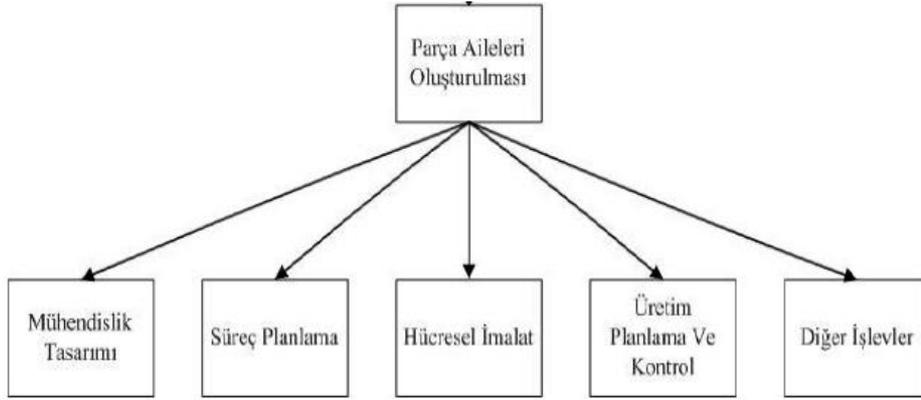 Parça Aileleri
Oluşturulması
Mühendislik
Tasarımı
Süreç Planlama
Hücresel İmalat
Üretim
Planlama Ve
Kontrol
Diğer İşlevler